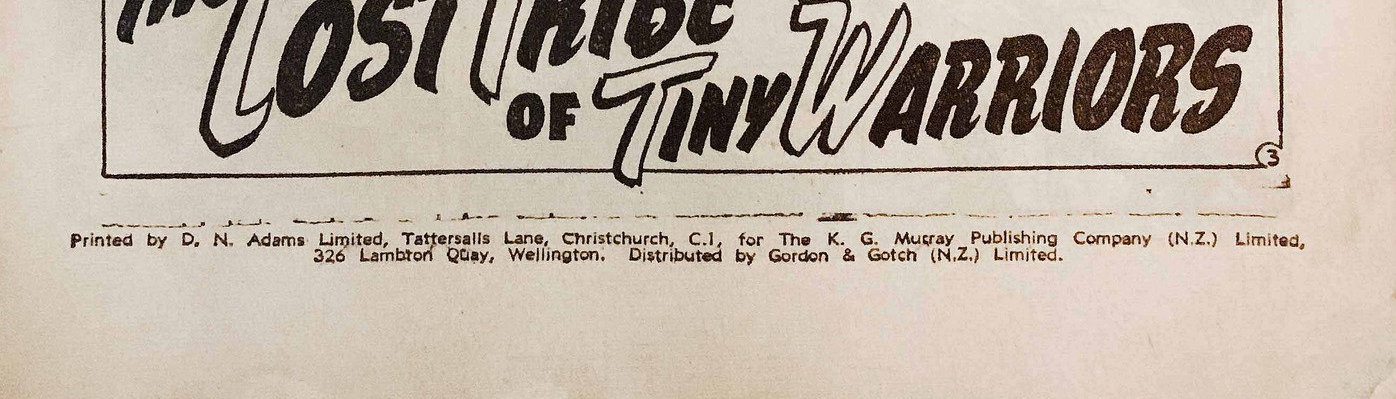 THE LOST TRIBE
OF TINY WARRIORS
3
Printed by D. N. Adams Limited, Tattersalls Lane, Christchurch, C.1, for The K. G. Murray Publishing Company (N.Z.) Limited,
326 Lambton Quay, Wellington. Distributed by Gordon & Gotch (N.Z.) Limited.